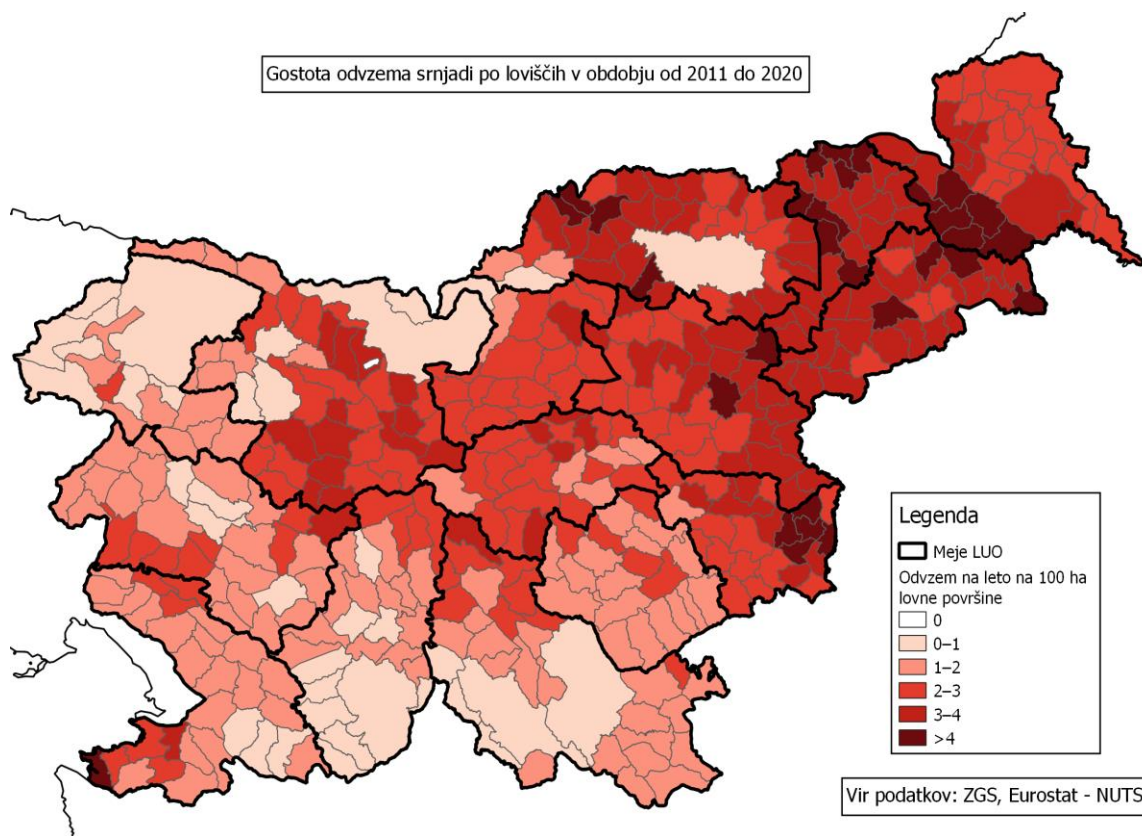 Gostota odvzema srnjadi po loviščih v obdobju od 2011 do 2020
Legenda
Meje LUO
Odvzem na leto na 100 ha
lovne površine
0
0–1
1–2
2–3
3–4
>4
Vir podatkov: ZGS, Eurostat - NUTS